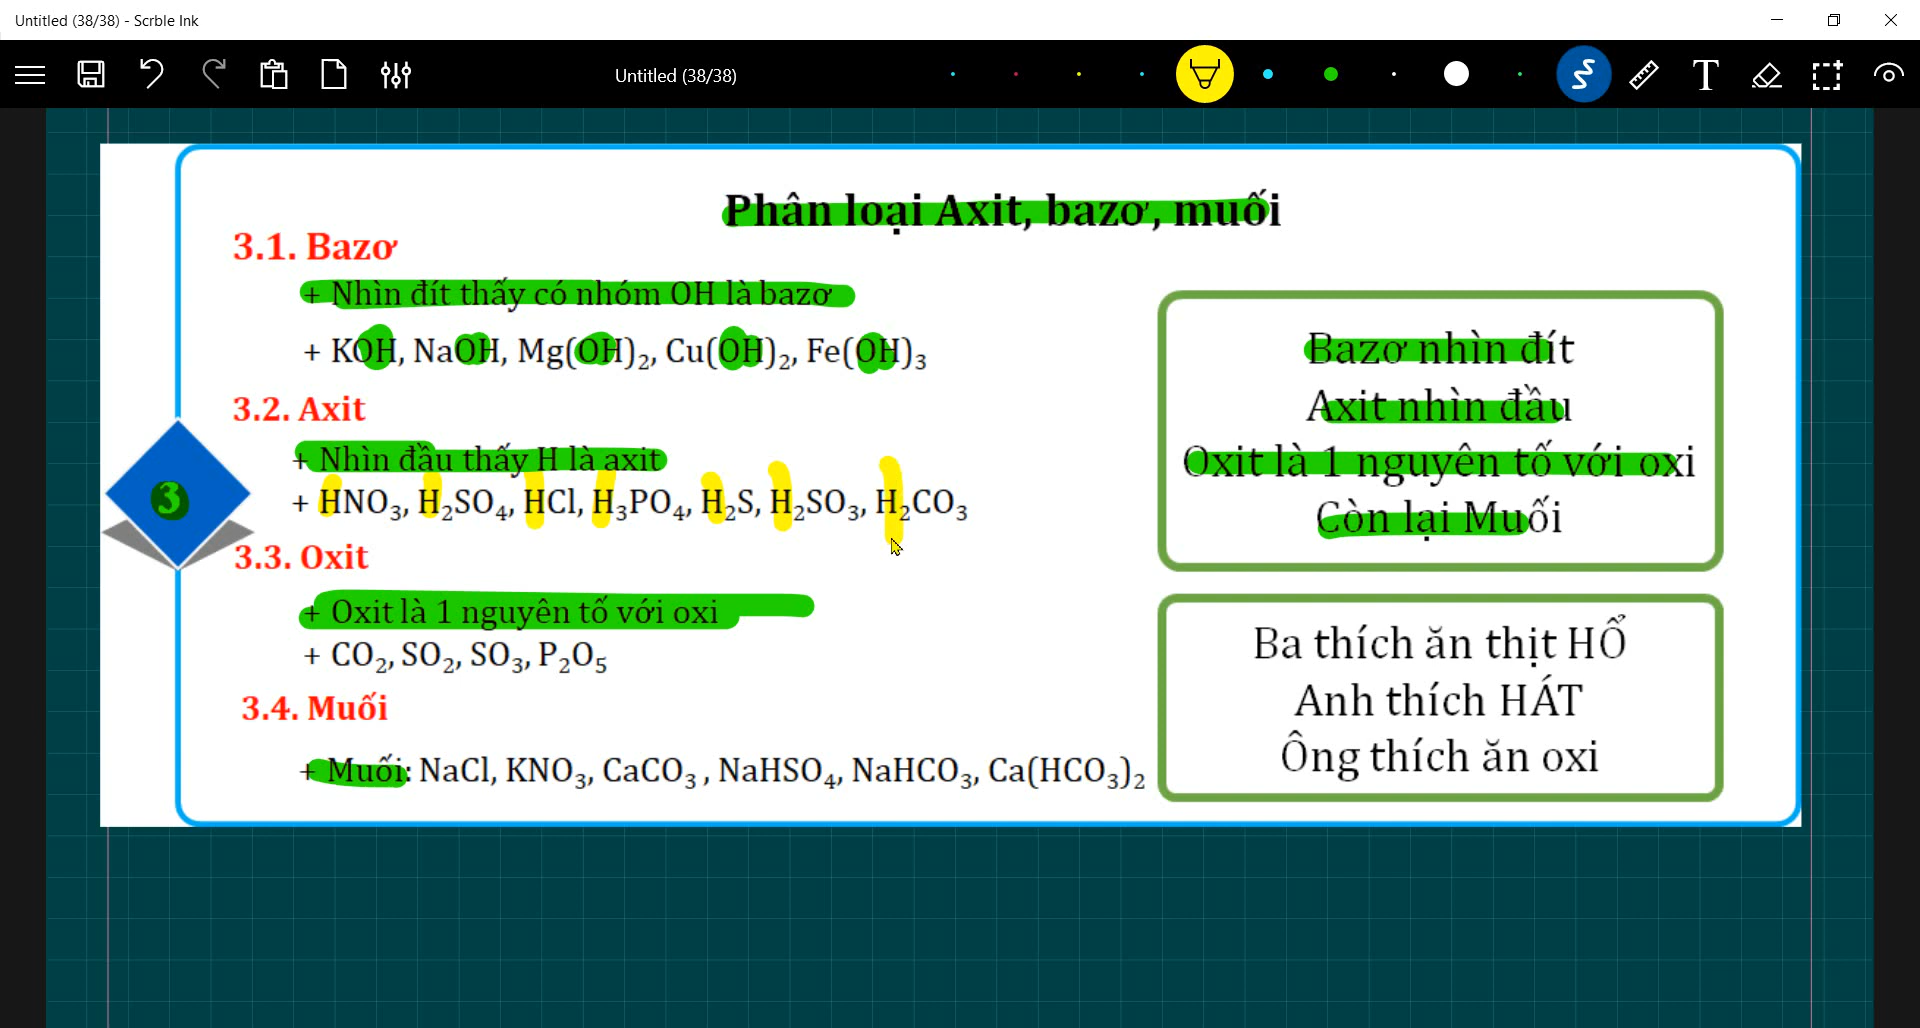 Untitled (38/38) - Scrble Ink
Untitled (38/38)
T
Phân loại Axit, bazơ, muối
3.1. Bazơ
+ Nhìn đít thấy có nhóm OH là bazơ
+ KOH, NaOH, Mg(OH)₂, Cu(OH)₂, Fe(OH)₃
3.2. Axit
+ Nhìn đầu thấy H là axit
+ HNO₃, H₂SO₄, HCl, H₃PO₄, H₂S, H₂SO₃, H₂CO₃
3
3.3. Oxit
+ Oxit là 1 nguyên tố với oxi
+ CO₂, SO₂, SO₃, P₂O₅
3.4. Muối
+ Muối: NaCl, KNO₃, CaCO₃ , NaHSO₄, NaHCO₃, Ca(HCO₃)₂
Bazơ nhìn đít
Axit nhìn đầu
Oxit là 1 nguyên tố với oxi
Còn lại Muối
Ba thích ăn thịt HỔ
Anh thích HÁT
Ông thích ăn oxi